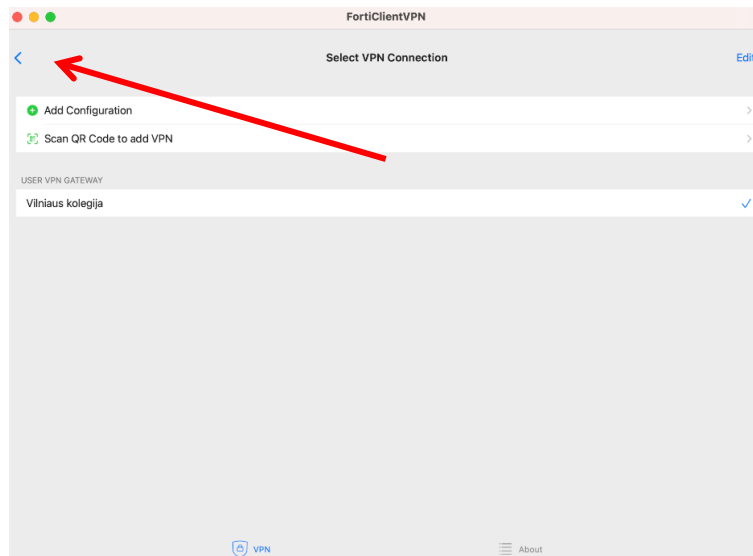 FortiClientVPN
Select VPN Connection
Edit
Add Configuration
Scan QR Code to add VPN
USER VPN GATEWAY
Vilniaus kolegija
VPN
About